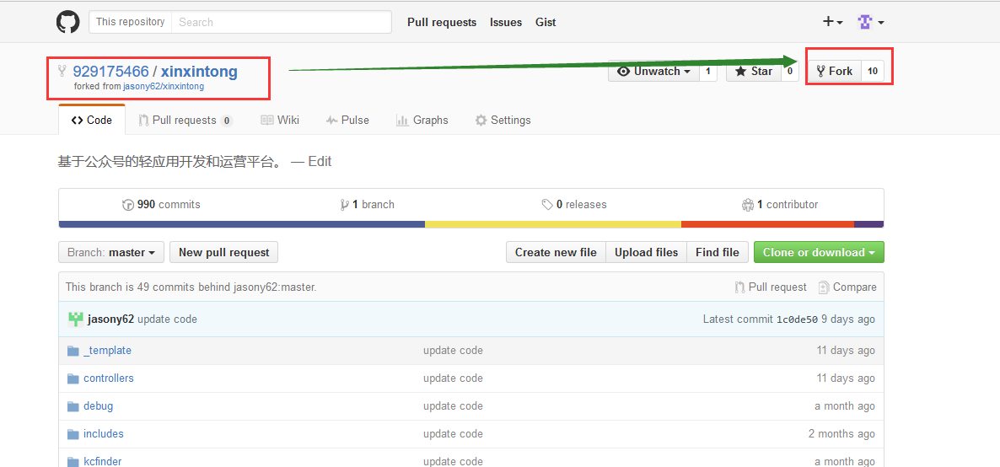 This repository Search Pull requests Issues Gist
929175466 / xinxintong Unwatch 1 Star 0 Fork 10
forked from jasony62/xinxintong
Code Pull requests 0 Wiki Pulse Graphs Settings
基于公众号的轻应用开发和运营平台。 — Edit
990 commits 1 branch 0 releases 1 contributor
Branch: master New pull request Create new file Upload files Find file Clone or download
This branch is 49 commits behind jasony62:master. Pull request Compare
jasony62 update code Latest commit 1c0de50 9 days ago
_template update code 11 days ago
controllers update code 11 days ago
debug update code a month ago
includes update code 2 months ago
kcfinder update code a month ago